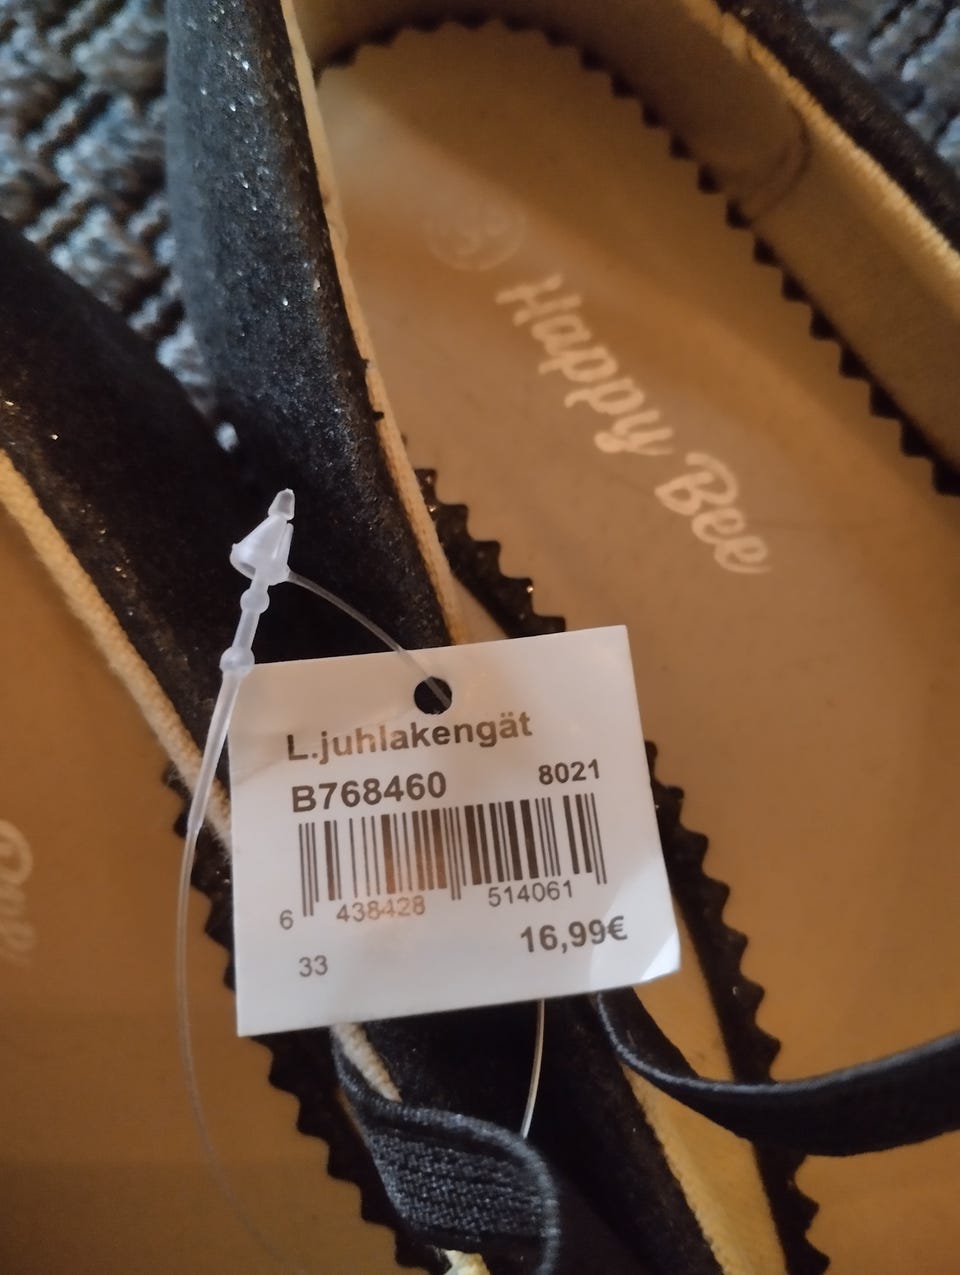 Happy Bee
L.juhlakengät
B768460 8021
6 438428 514061
16,99€
33